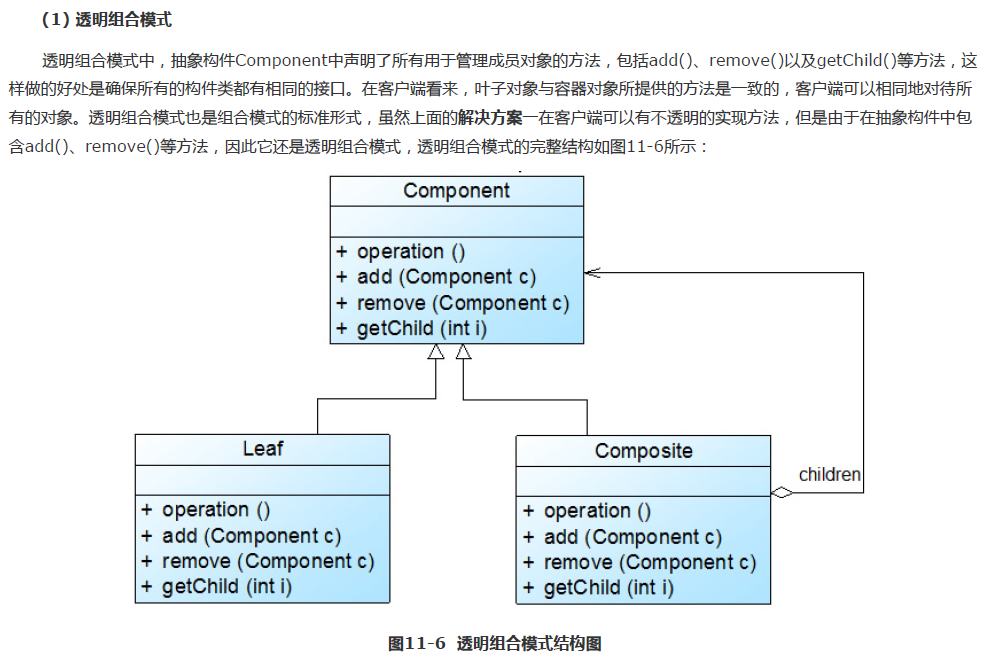 (1) 透明组合模式
透明组合模式中，抽象构件Component中声明了所有用于管理成员对象的方法，包括add()、remove()以及getChild()等方法，这
样做的好处是确保所有的构件类都有相同的接口。在客户端看来，叶子对象与容器对象所提供的方法是一致的，客户端可以相同地对待所
有的对象。透明组合模式也是组合模式的标准形式，虽然上面的解决方案一在客户端可以有不透明的实现方法，但是由于在抽象构件中包
含add()、remove()等方法，因此它还是透明组合模式，透明组合模式的完整结构如图11-6所示：
Component
+ operation ()
+ add (Component c)
+ remove (Component c)
+ getChild (int i)
Leaf
+ operation ()
+ add (Component c)
+ remove (Component c)
+ getChild (int i)
Composite
+ operation ()
+ add (Component c)
+ remove (Component c)
+ getChild (int i)
children
图11-6 透明组合模式结构图